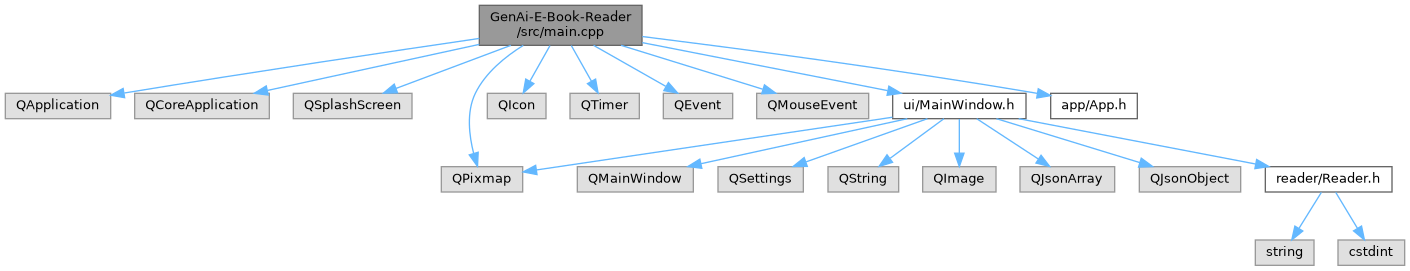 GenAi-E-Book-Reader
/src/main.cpp
QApplication
QCoreApplication
QSplashScreen
QIcon
QTimer
QEvent
QMouseEvent
ui/MainWindow.h
app/App.h
QPixmap
QMainWindow
QSettings
QString
QImage
QJsonArray
QJsonObject
reader/Reader.h
string
cstdint